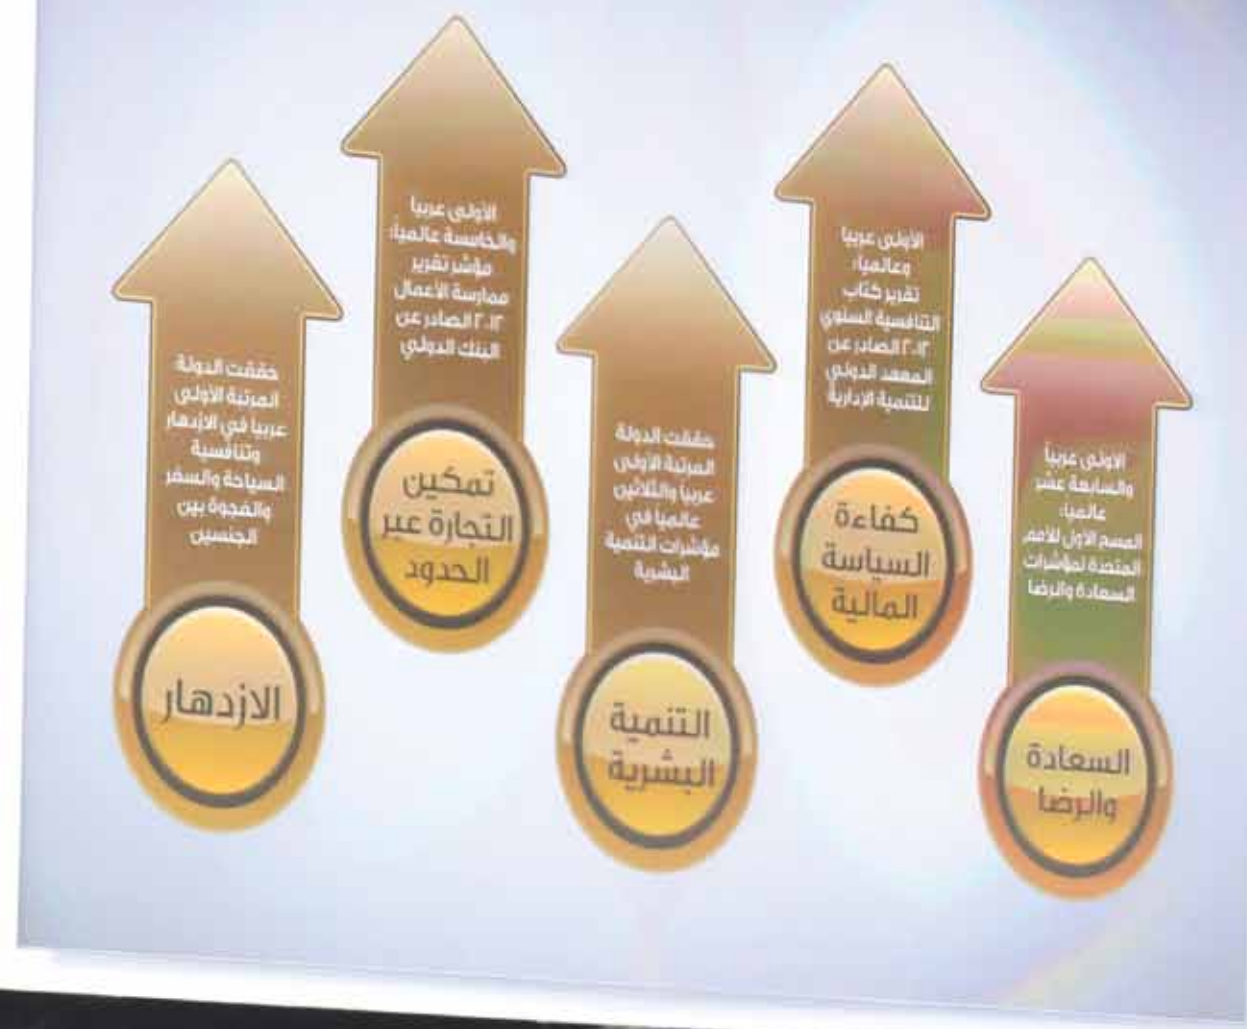 الأولى عربياً
والسابعة عشر
عالمياً:
المسح الأول للأمم
المتحدة لمؤشرات
السعادة والرضا
السعادة
والرضا
الأولى عربياً
وعالمياً:
تقرير كتاب
التنافسية السنوي
٢٠١٢ الصادر عن
المعهد الدولي
للتنمية الإدارية
كفاءة
السياسة
المالية
حققت الدولة
المرتبة الأولى
عربياً والثلاثين
عالمياً في
مؤشرات التنمية
البشرية
التنمية
البشرية
الأولى عربياً
والخامسة عالمياً:
مؤشر تقرير
ممارسة الأعمال
٢٠١٢ الصادر عن
البنك الدولي
تمكين
التجارة عبر
الحدود
حققت الدولة
المرتبة الأولى
عربياً في الازدهار
وتنافسية
السياحة والسفر
والفجوة بين
الجنسين
الازدهار